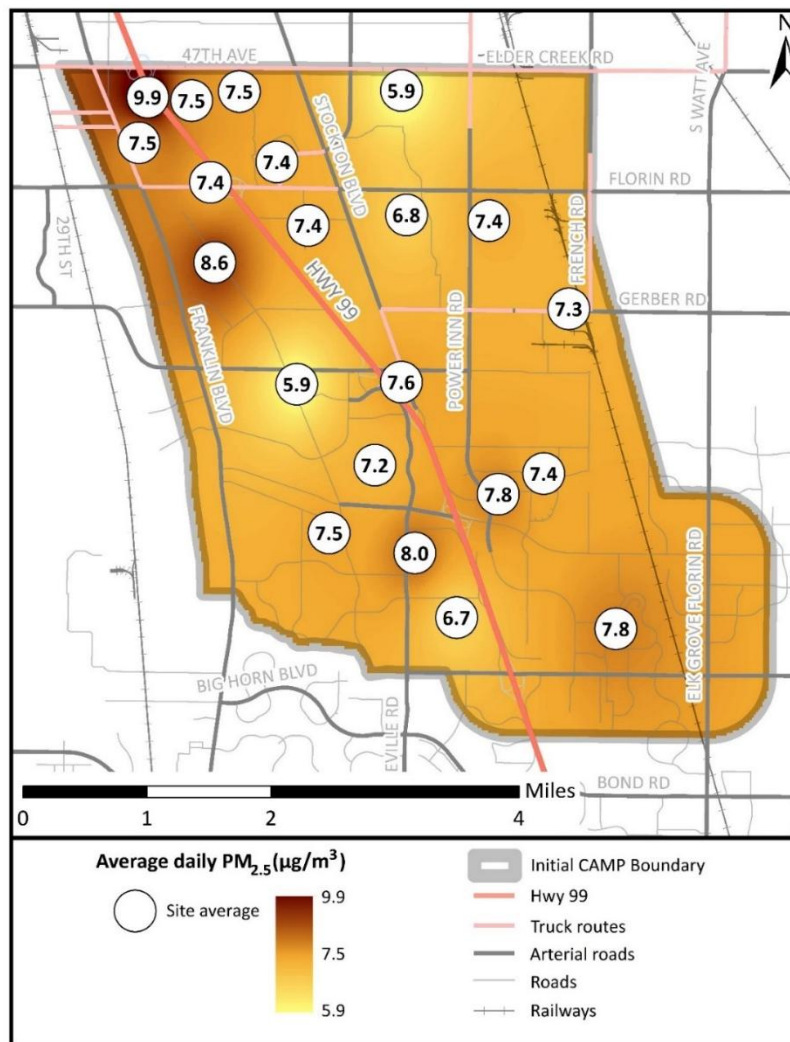 N
47TH AVE
ELDER CREEK RD
S WATT AVE
9.9
7.5
7.5
5.9
STOCKTON BLVD
7.5
7.4
7.4
FLORIN RD
29TH ST
7.4
6.8
7.4
FRENCH RD
8.6
HWY 99
7.3
GERBER RD
FRANKLIN BLVD
POWER INN RD
5.9
7.6
7.2
7.4
7.8
7.5
8.0
6.7
7.8
ELK GROVE FLORIN RD
BIG HORN BLVD
EVILLE RD
BOND RD
Miles
0 1 2 4
Average daily PM2.5(µg/m³)
Site average
9.9
7.5
5.9
Initial CAMP Boundary
Hwy 99
Truck routes
Arterial roads
Roads
Railways